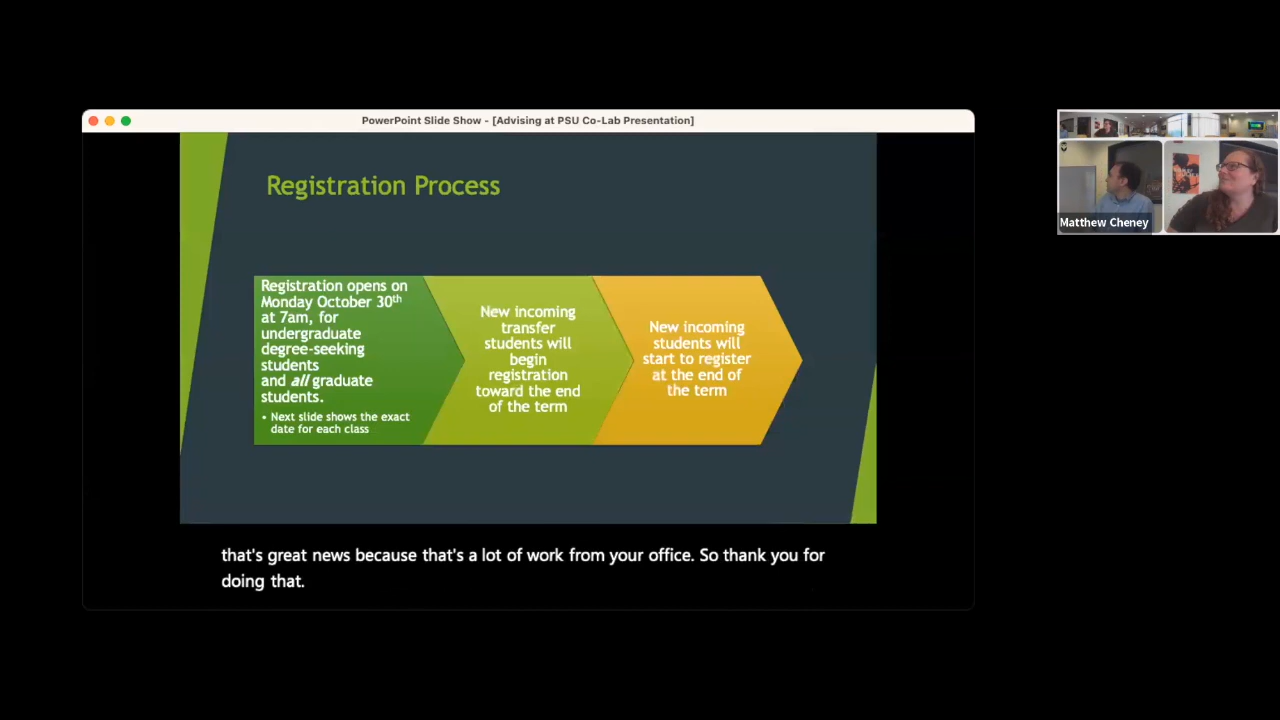 PowerPoint Slide Show - [Advising at PSU Co-Lab Presentation]
Registration Process
Registration opens on
Monday October 30th
at 7am, for
undergraduate
degree-seeking
students
and all graduate
students.
• Next slide shows the exact
date for each class
New incoming
transfer
students will
begin
registration
toward the end
of the term
New incoming
students will
start to register
at the end of
the term
that's great news because that's a lot of work from your office. So thank you for
doing that.
Matthew Cheney